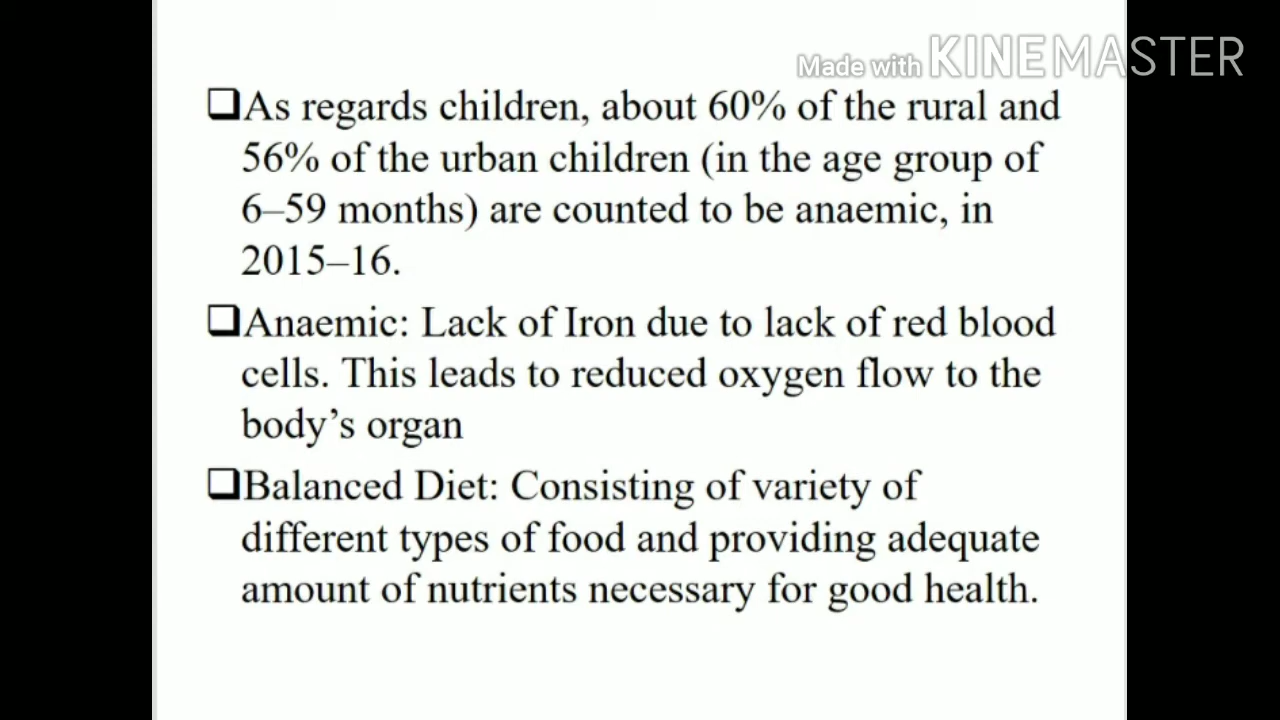 Made with KINEMASTER
❑As regards children, about 60% of the rural and
56% of the urban children (in the age group of
6–59 months) are counted to be anaemic, in
2015–16.
❑Anaemic: Lack of Iron due to lack of red blood
cells. This leads to reduced oxygen flow to the
body’s organ
❑Balanced Diet: Consisting of variety of
different types of food and providing adequate
amount of nutrients necessary for good health.